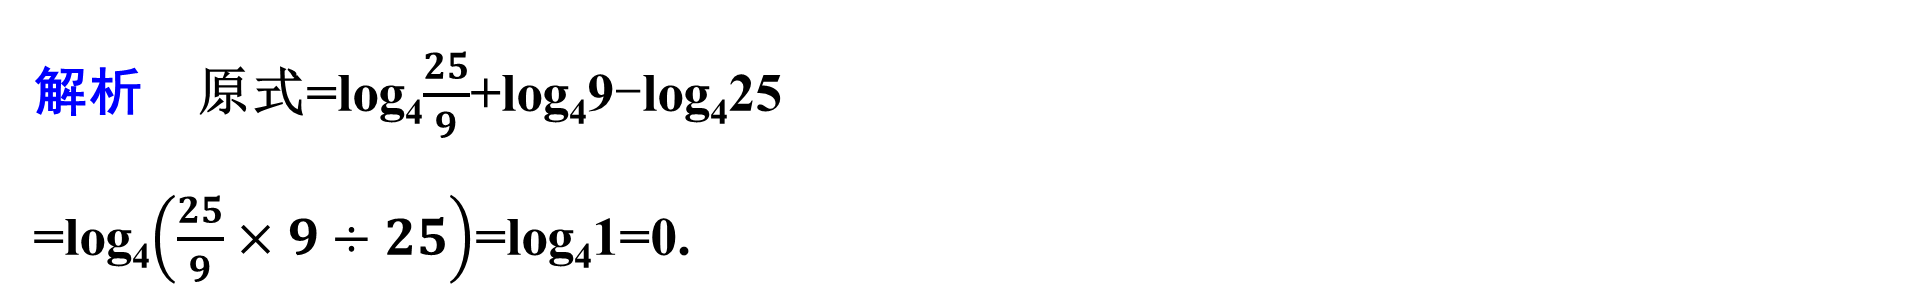 解析 原式=log₄25/9+log₄9−log₄25
=log₄(25/9 × 9 ÷ 25)=log₄1=0.